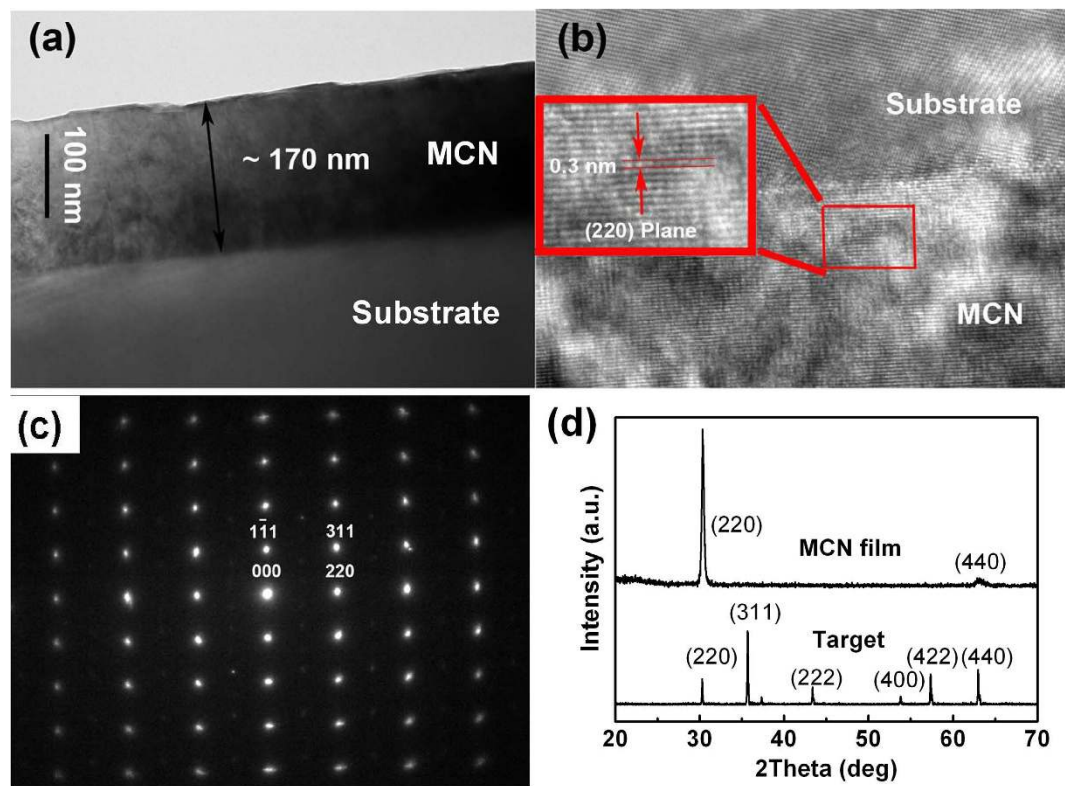 (a)
100 nm
~ 170 nm
MCN
Substrate
(b)
Substrate
0.3 nm
(220) Plane
MCN
(c)
11̄1
311
000
220
(d)
Intensity (a.u.)
(220)
MCN film
(440)
(311)
Target
(220)
(222)
(400)
(422)
(440)
20 30 40 50 60 70
2Theta (deg)